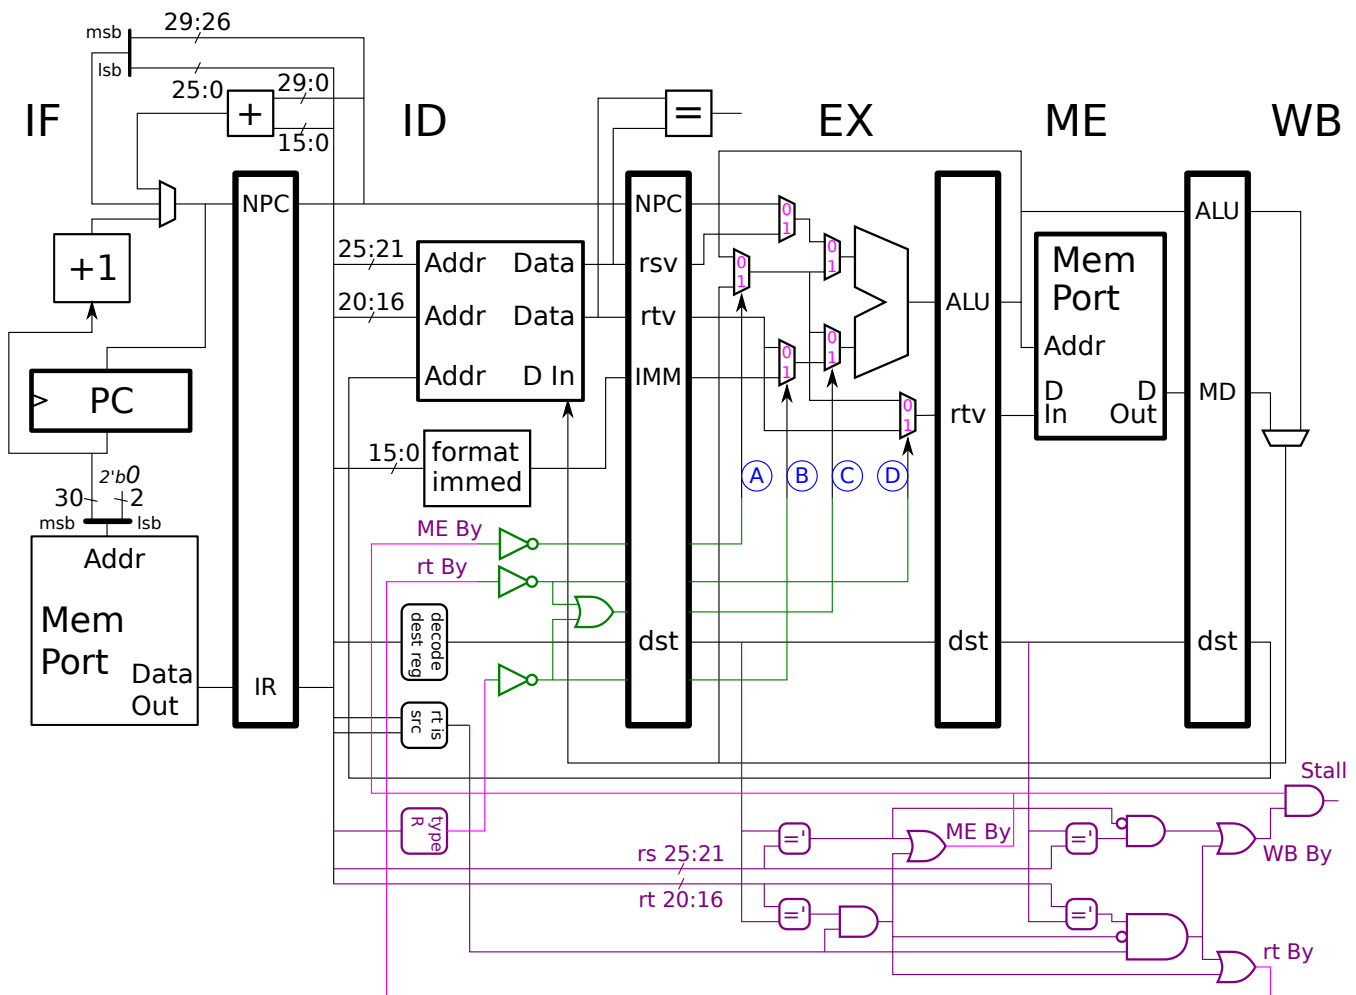 29:26
msb
lsb
25:0
29:0
+
15:0
=
IF
ID
EX
ME
WB
NPC
NPC
0
1
ALU
+1
25:21
Addr
Data
rsv
0
1
0
1
Mem
Port
20:16
Addr
Data
rtv
ALU
0
1
0
1
Addr
Addr
D In
IMM
PC
D
In
D
Out
MD
0
1
rtv
15:0
format
immed
2'b0
30
2
msb
lsb
A
B
C
D
ME By
Addr
rt By
Mem
Port
decode
dest reg
dst
dst
dst
Data
Out
IR
rt is
src
Stall
type
R
='
ME By
='
WB By
rs 25:21
rt 20:16
='
='
rt By